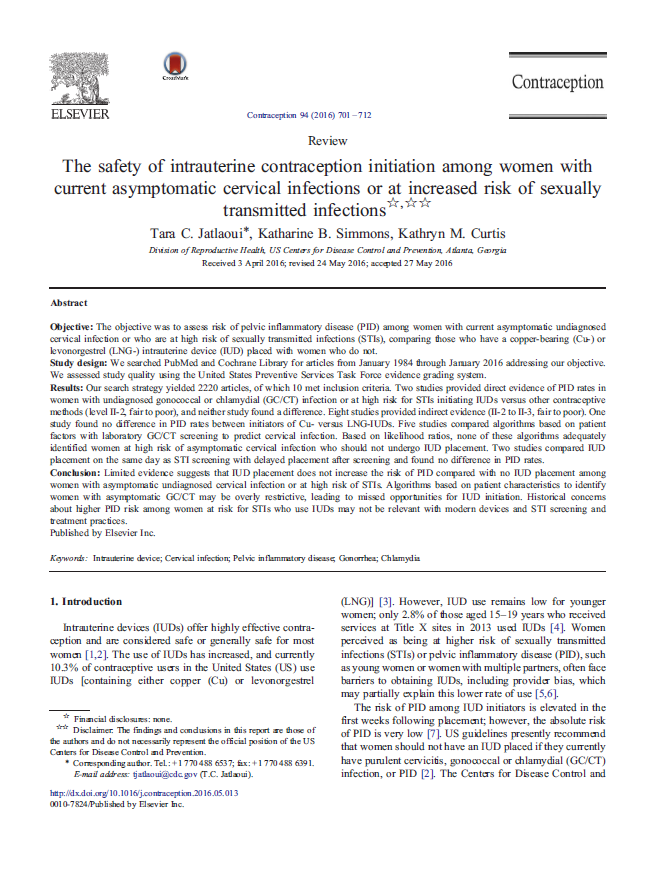 ELSEVIER
CrossMark
Contraception
Contraception 94 (2016) 701–712
Review
The safety of intrauterine contraception initiation among women with
current asymptomatic cervical infections or at increased risk of sexually
transmitted infections☆,☆☆
Tara C. Jatlaoui*, Katharine B. Simmons, Kathryn M. Curtis
Division of Reproductive Health, US Centers for Disease Control and Prevention, Atlanta, Georgia
Received 3 April 2016; revised 24 May 2016; accepted 27 May 2016
Abstract
Objective: The objective was to assess risk of pelvic inflammatory disease (PID) among women with current asymptomatic undiagnosed
cervical infection or who are at high risk of sexually transmitted infections (STIs), comparing those who have a copper-bearing (Cu-) or
levonorgestrel (LNG-) intrauterine device (IUD) placed with women who do not.
Study design: We searched PubMed and Cochrane Library for articles from January 1984 through January 2016 addressing our objective.
We assessed study quality using the United States Preventive Services Task Force evidence grading system.
Results: Our search strategy yielded 2220 articles, of which 10 met inclusion criteria. Two studies provided direct evidence of PID rates in
women with undiagnosed gonococcal or chlamydial (GC/CT) infection or at high risk for STIs initiating IUDs versus other contraceptive
methods (level II-2, fair to poor), and neither study found a difference. Eight studies provided indirect evidence (II-2 to II-3, fair to poor). One
study found no difference in PID rates between initiators of Cu- versus LNG-IUDs. Five studies compared algorithms based on patient
factors with laboratory GC/CT screening to predict cervical infection. Based on likelihood ratios, none of these algorithms adequately
identified women at high risk of asymptomatic cervical infection who should not undergo IUD placement. Two studies compared IUD
placement on the same day as STI screening with delayed placement after screening and found no difference in PID rates.
Conclusion: Limited evidence suggests that IUD placement does not increase the risk of PID compared with no IUD placement among
women with asymptomatic undiagnosed cervical infection or at high risk of STIs. Algorithms based on patient characteristics to identify
women with asymptomatic GC/CT may be overly restrictive, leading to missed opportunities for IUD initiation. Historical concerns
about higher PID risk among women at risk for STIs who use IUDs may not be relevant with modern devices and STI screening and
treatment practices.
Published by Elsevier Inc.
Keywords: Intrauterine device; Cervical infection; Pelvic inflammatory disease; Gonorrhea; Chlamydia
1. Introduction
Intrauterine devices (IUDs) offer highly effective contra-
ception and are considered safe or generally safe for most
women [1,2]. The use of IUDs has increased, and currently
10.3% of contraceptive users in the United States (US) use
IUDs [containing either copper (Cu) or levonorgestrel
☆ Financial disclosures: none.
☆☆ Disclaimer: The findings and conclusions in this report are those of
the authors and do not necessarily represent the official position of the US
Centers for Disease Control and Prevention.
* Corresponding author. Tel.: +1 770 488 6537; fax: +1 770 488 6391.
E-mail address: tjatlaoui@cdc.gov (T.C. Jatlaoui).
http://dx.doi.org/10.1016/j.contraception.2016.05.013
0010-7824/Published by Elsevier Inc.
(LNG)] [3]. However, IUD use remains low for younger
women; only 2.8% of those aged 15–19 years who received
services at Title X sites in 2013 used IUDs [4]. Women
perceived as being at higher risk of sexually transmitted
infections (STIs) or pelvic inflammatory disease (PID), such
as young women or women with multiple partners, often face
barriers to obtaining IUDs, including provider bias, which
may partially explain this lower rate of use [5,6].
The risk of PID among IUD initiators is elevated in the
first weeks following placement; however, the absolute risk
of PID is very low [7]. US guidelines presently recommend
that women should not have an IUD placed if they currently
have purulent cervicitis, gonococcal or chlamydial (GC/CT)
infection, or PID [2]. The Centers for Disease Control and